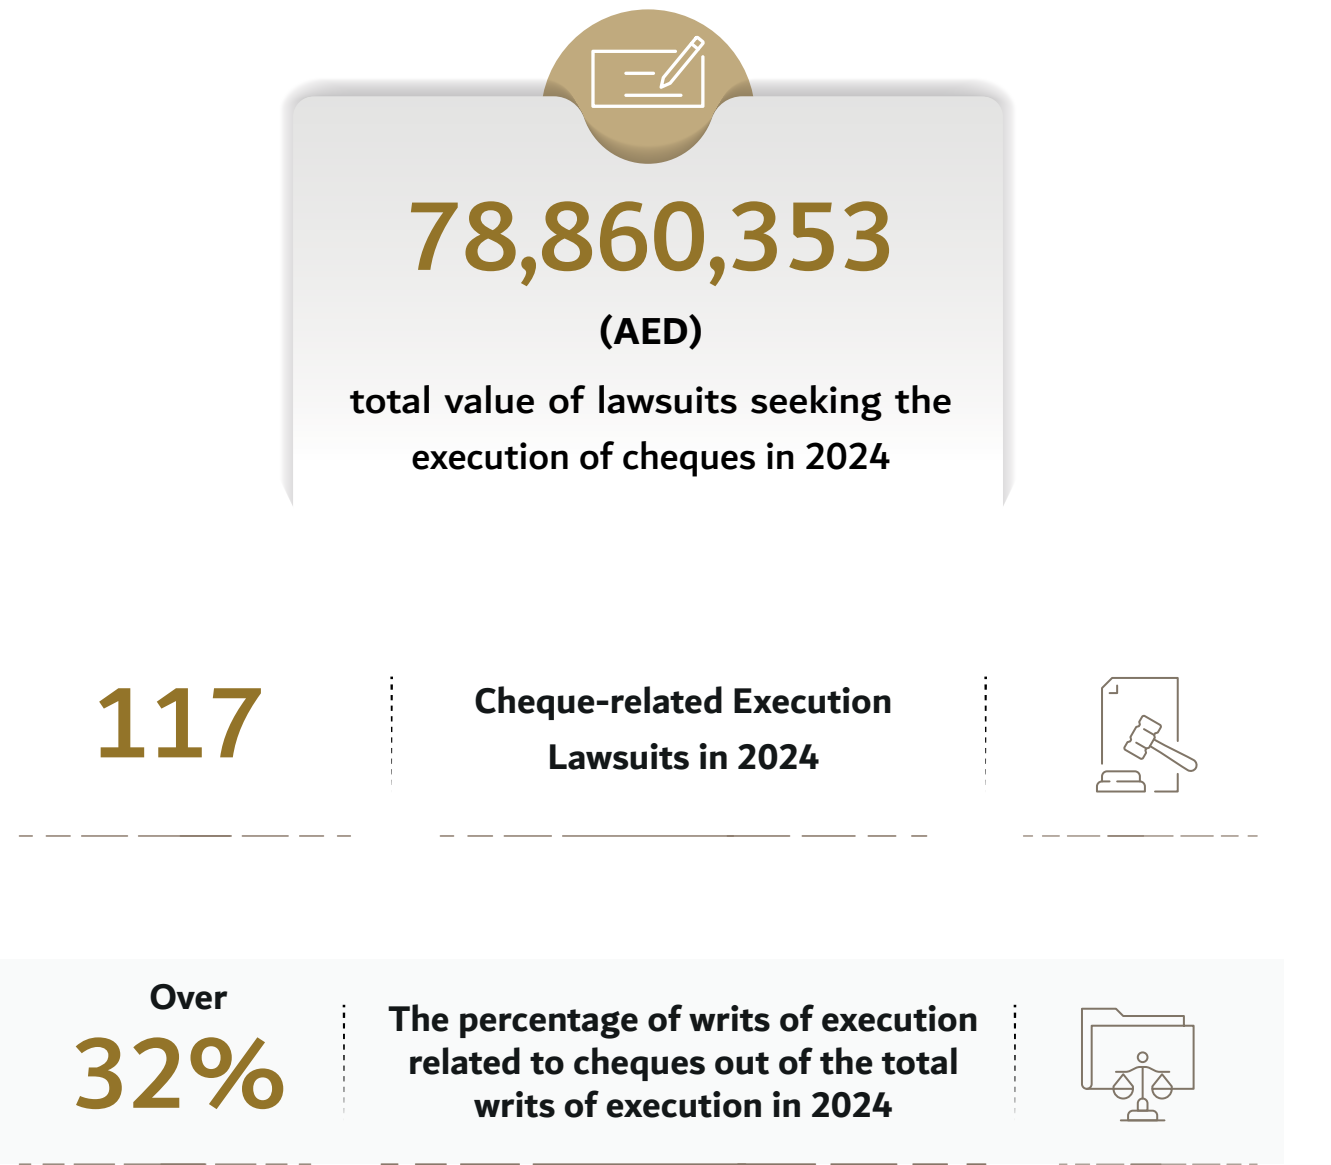 78,860,353
(AED)
total value of lawsuits seeking the
execution of cheques in 2024
117
Cheque-related Execution
Lawsuits in 2024
Over
32%
The percentage of writs of execution
related to cheques out of the total
writs of execution in 2024